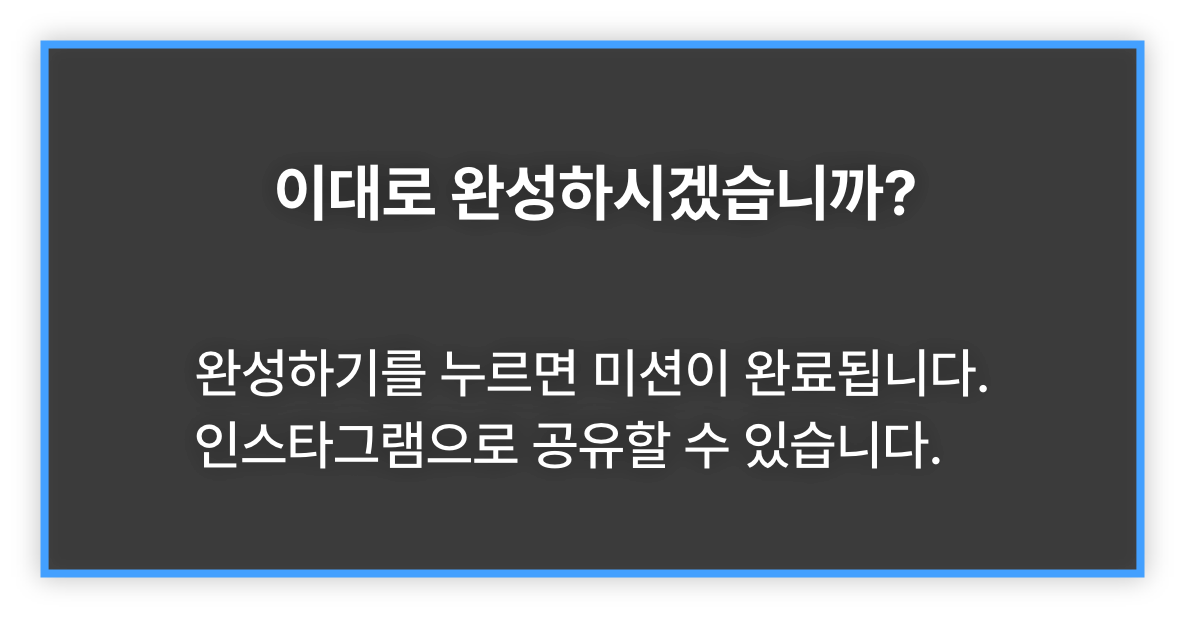 이대로 완성하시겠습니까?
완성하기를 누르면 미션이 완료됩니다.
인스타그램으로 공유할 수 있습니다.